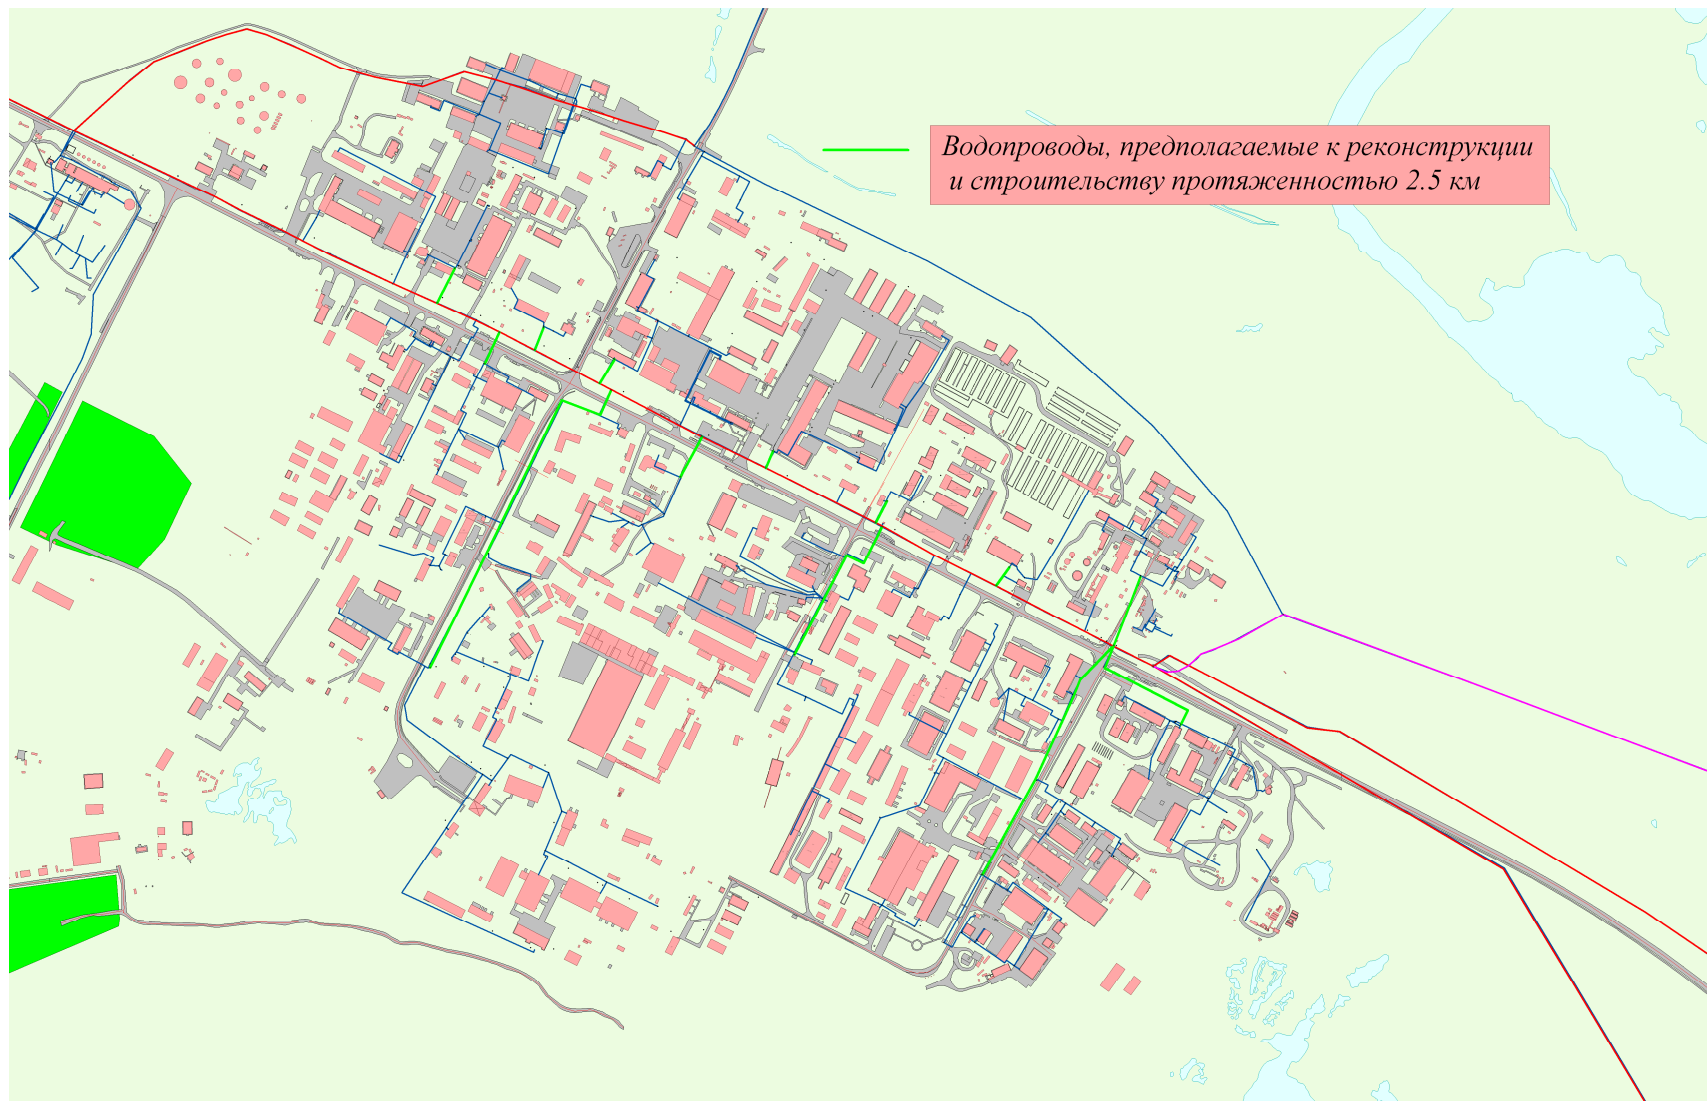 Водопроводы, предполагаемые к реконструкции
и строительству протяженностью 2.5 км